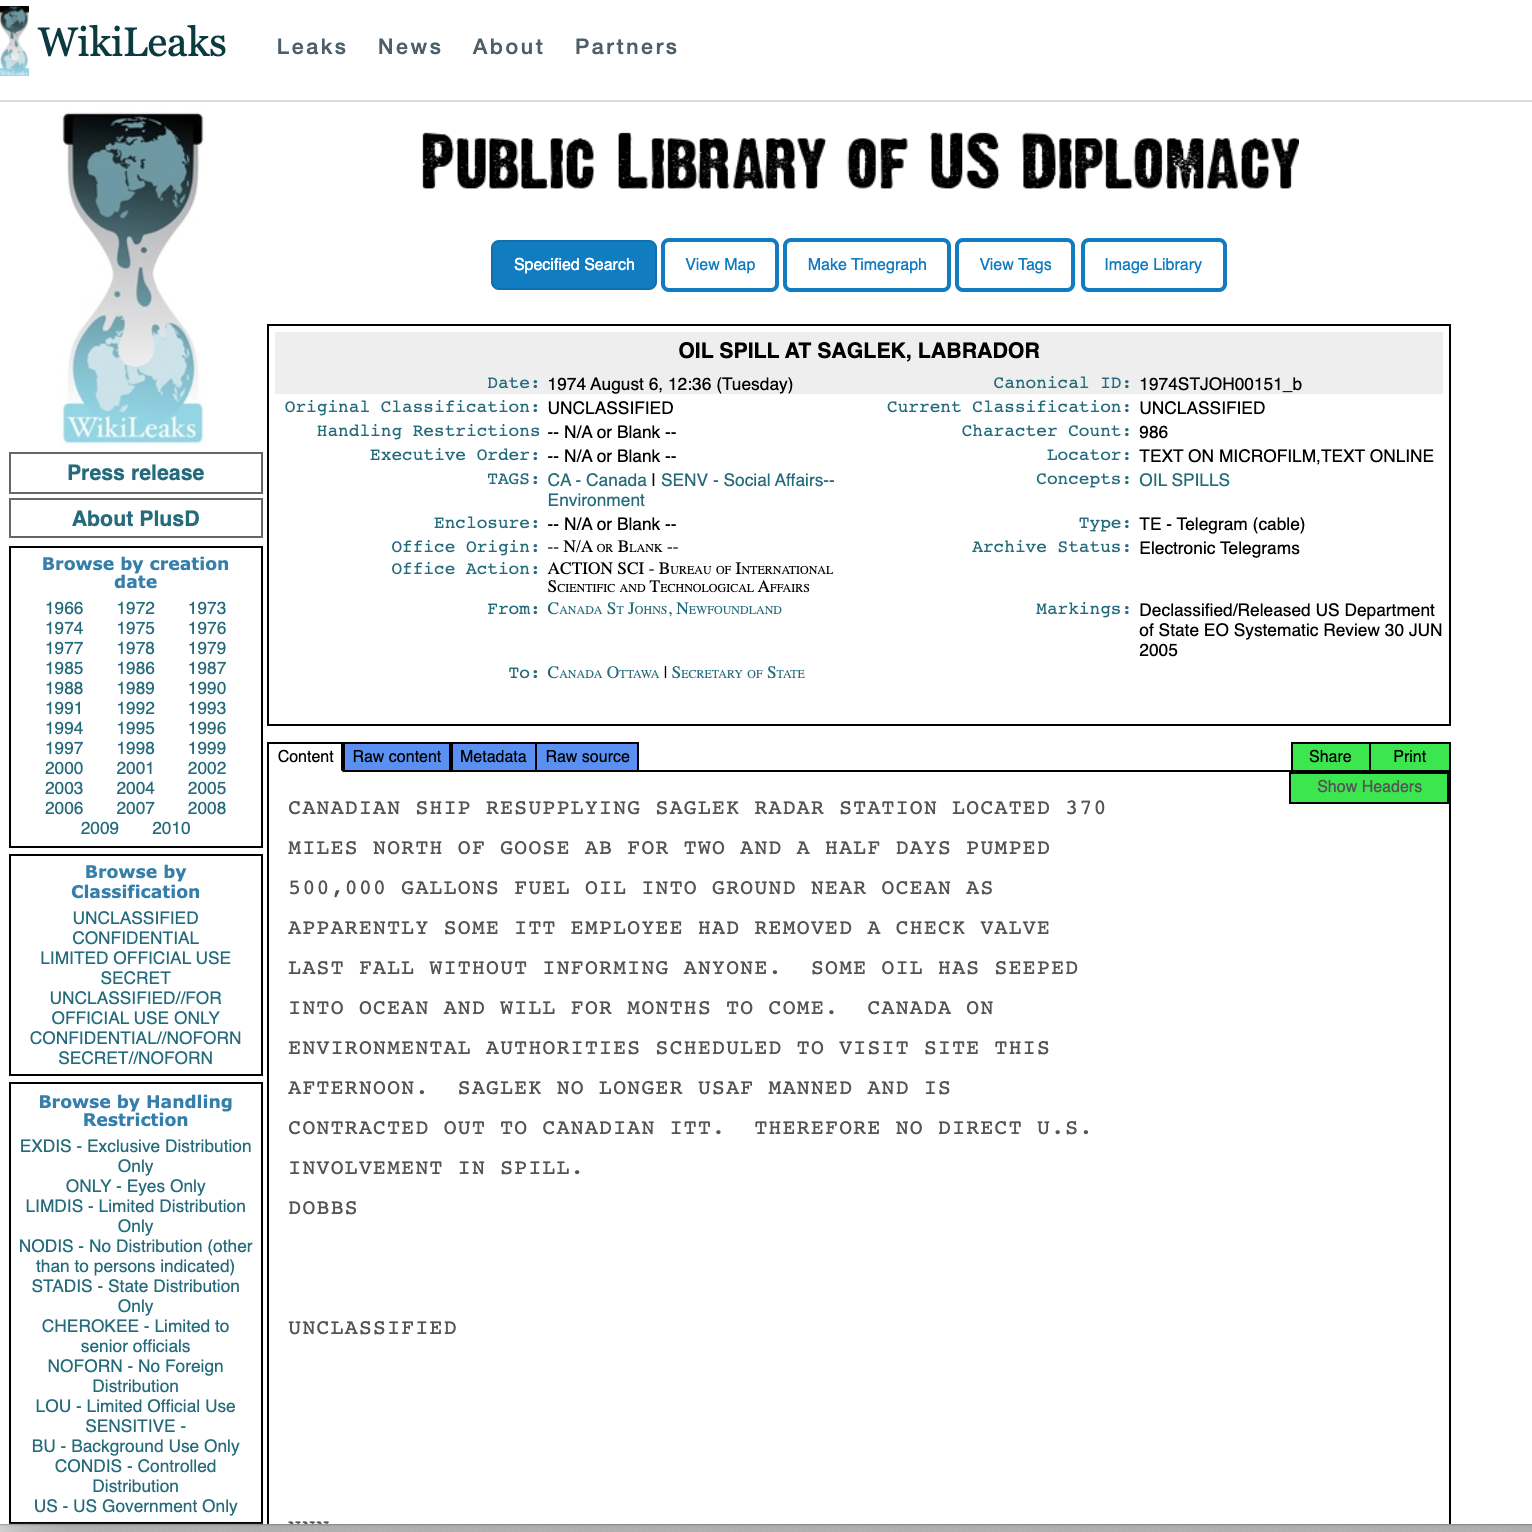 WikiLeaks
Leaks News About Partners
WikiLeaks
PUBLIC LIBRARY OF US DIPLOMACY
Specified Search View Map Make Timegraph View Tags Image Library
Press release
About PlusD
Browse by creation
date
1966 1972 1973
1974 1975 1976
1977 1978 1979
1985 1986 1987
1988 1989 1990
1991 1992 1993
1994 1995 1996
1997 1998 1999
2000 2001 2002
2003 2004 2005
2006 2007 2008
2009 2010
Browse by
Classification
UNCLASSIFIED
CONFIDENTIAL
LIMITED OFFICIAL USE
SECRET
UNCLASSIFIED//FOR
OFFICIAL USE ONLY
CONFIDENTIAL//NOFORN
SECRET//NOFORN
Browse by Handling
Restriction
EXDIS - Exclusive Distribution
Only
ONLY - Eyes Only
LIMDIS - Limited Distribution
Only
NODIS - No Distribution (other
than to persons indicated)
STADIS - State Distribution
Only
CHEROKEE - Limited to
senior officials
NOFORN - No Foreign
Distribution
LOU - Limited Official Use
SENSITIVE -
BU - Background Use Only
CONDIS - Controlled
Distribution
US - US Government Only
OIL SPILL AT SAGLEK, LABRADOR
Date: 1974 August 6, 12:36 (Tuesday) Canonical ID: 1974STJOH00151_b
Original Classification: UNCLASSIFIED Current Classification: UNCLASSIFIED
Handling Restrictions -- N/A or Blank -- Character Count: 986
Executive Order: -- N/A or Blank -- Locator: TEXT ON MICROFILM,TEXT ONLINE
TAGS: CA - Canada | SENV - Social Affairs-- Concepts: OIL SPILLS
Environment
Enclosure: -- N/A or Blank -- Type: TE - Telegram (cable)
Office Origin: -- N/A OR BLANK -- Archive Status: Electronic Telegrams
Office Action: ACTION SCI - BUREAU OF INTERNATIONAL
SCIENTIFIC AND TECHNOLOGICAL AFFAIRS
From: CANADA ST JOHNS, NEWFOUNDLAND Markings: Declassified/Released US Department
of State EO Systematic Review 30 JUN
2005
To: CANADA OTTAWA | SECRETARY OF STATE
Content Raw content Metadata Raw source Share Print
Show Headers
CANADIAN SHIP RESUPPLYING SAGLEK RADAR STATION LOCATED 370
MILES NORTH OF GOOSE AB FOR TWO AND A HALF DAYS PUMPED
500,000 GALLONS FUEL OIL INTO GROUND NEAR OCEAN AS
APPARENTLY SOME ITT EMPLOYEE HAD REMOVED A CHECK VALVE
LAST FALL WITHOUT INFORMING ANYONE. SOME OIL HAS SEEPED
INTO OCEAN AND WILL FOR MONTHS TO COME. CANADA ON
ENVIRONMENTAL AUTHORITIES SCHEDULED TO VISIT SITE THIS
AFTERNOON. SAGLEK NO LONGER USAF MANNED AND IS
CONTRACTED OUT TO CANADIAN ITT. THEREFORE NO DIRECT U.S.
INVOLVEMENT IN SPILL.
DOBBS
UNCLASSIFIED